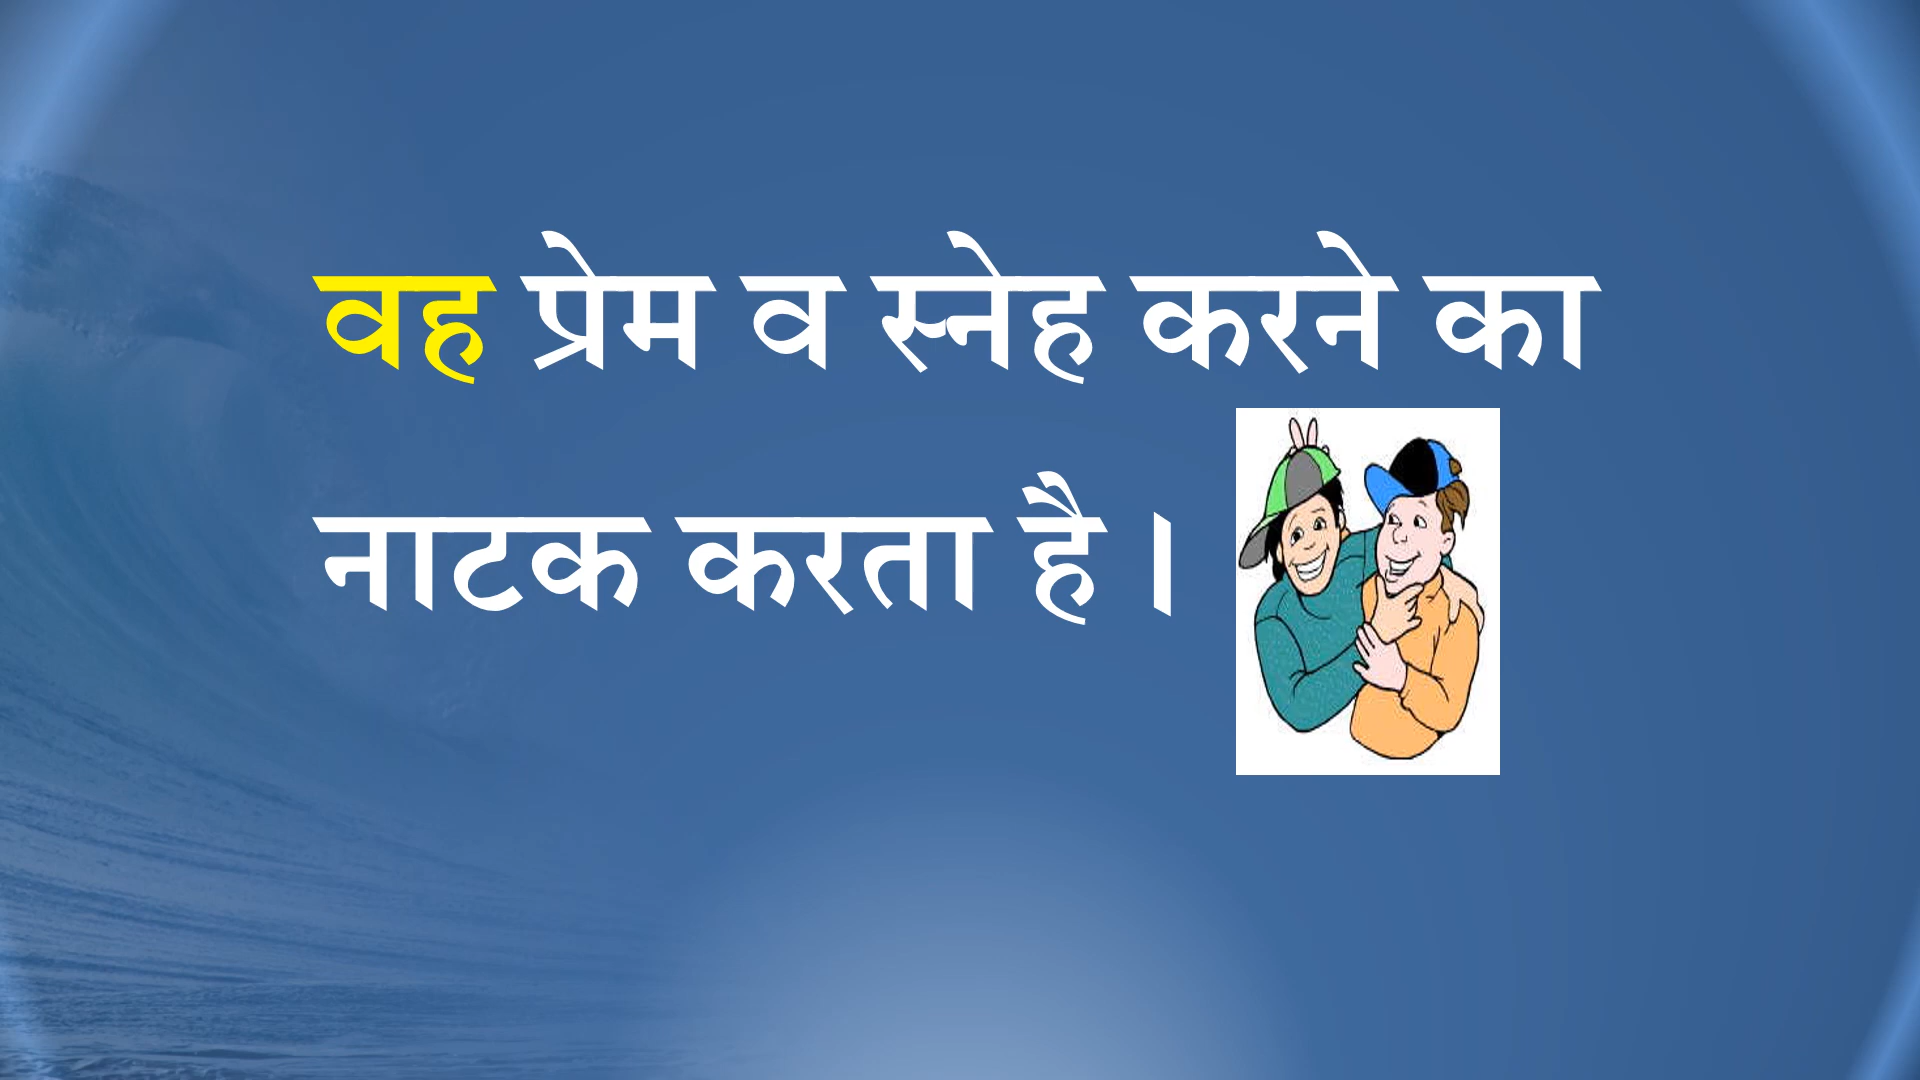 वह प्रेम व स्नेह करने का
नाटक करता है ।